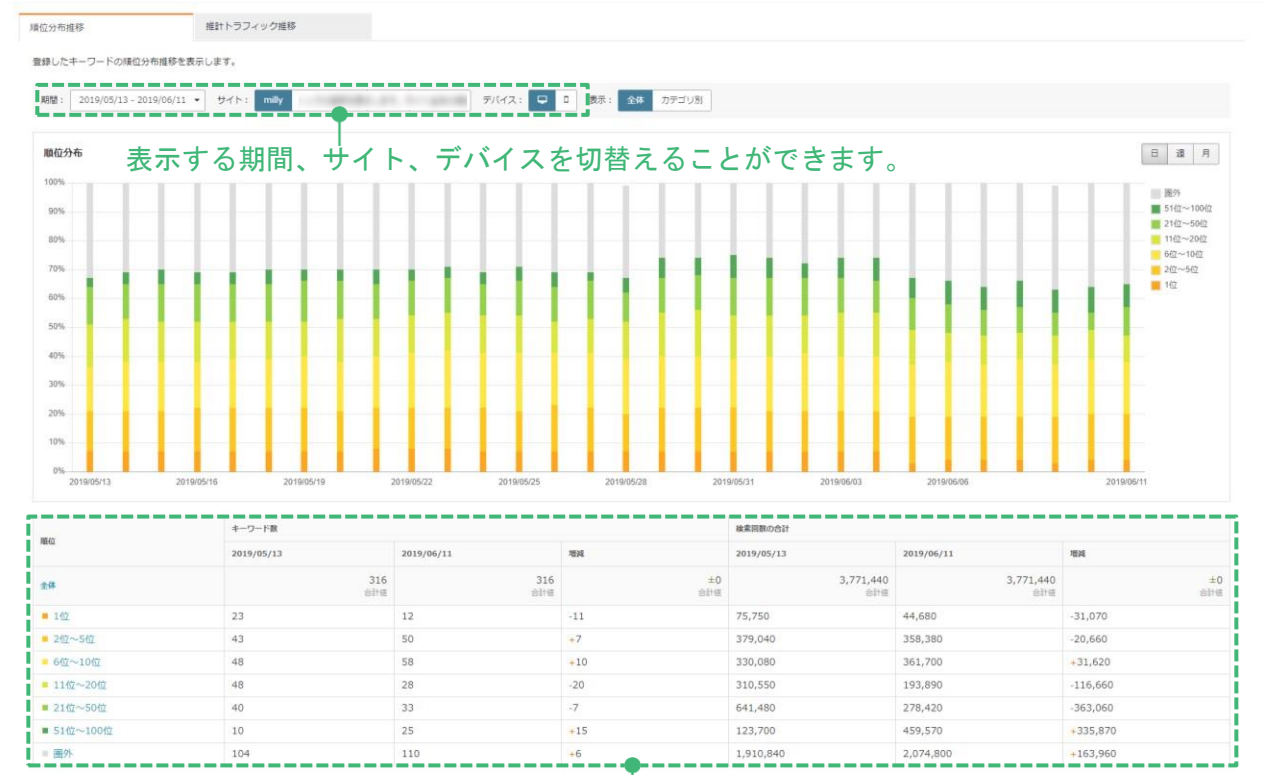 順位分布推移 推計トラフィック推移
登録したキーワードの順位分布推移を表示します。
期間： 2019/05/13 - 2019/06/11 サイト： milly デバイス： 表示： 全体 カテゴリ別
順位分布 表示する期間、サイト、デバイスを切替えることができます。 日 週 月
100%
90%
80%
70%
60%
50%
40%
30%
20%
10%
0%
圏外
51位～100位
21位～50位
11位～20位
6位～10位
2位～5位
1位
2019/05/13 2019/05/16 2019/05/19 2019/05/22 2019/05/25 2019/05/28 2019/05/31 2019/06/03 2019/06/06 2019/06/11
順位 キーワード数 検索回数の合計
2019/05/13 2019/06/11 増減 2019/05/13 2019/06/11 増減
全体 316 316 ±0 3,771,440 3,771,440 ±0
合計値 合計値 合計値 合計値 合計値 合計値
1位 23 12 -11 75,750 44,680 -31,070
2位～5位 43 50 +7 379,040 358,380 -20,660
6位～10位 48 58 +10 330,080 361,700 +31,620
11位～20位 48 28 -20 310,550 193,890 -116,660
21位～50位 40 33 -7 641,480 278,420 -363,060
51位～100位 10 25 +15 123,700 459,570 +335,870
圏外 104 110 +6 1,910,840 2,074,800 +163,960